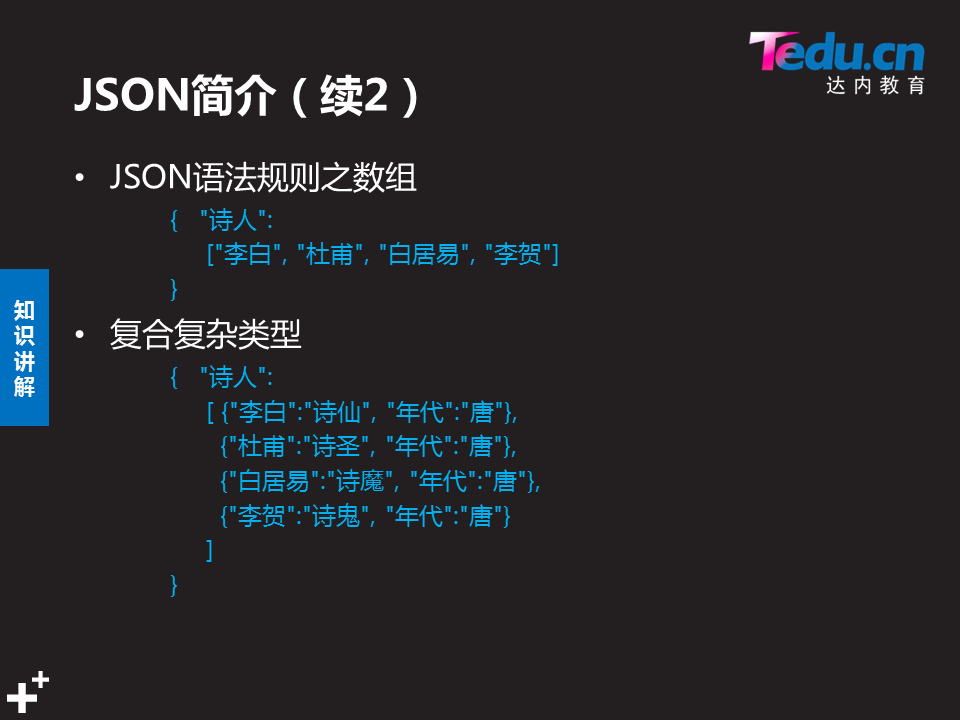 Tedu.cn
达内教育
JSON简介（续2）
• JSON语法规则之数组
{ "诗人":
["李白", "杜甫", "白居易", "李贺"]
}
• 复合复杂类型
{ "诗人":
[ {"李白":"诗仙", "年代":"唐"},
{"杜甫":"诗圣", "年代":"唐"},
{"白居易":"诗魔", "年代":"唐"},
{"李贺":"诗鬼", "年代":"唐"}
]
}
知识讲解